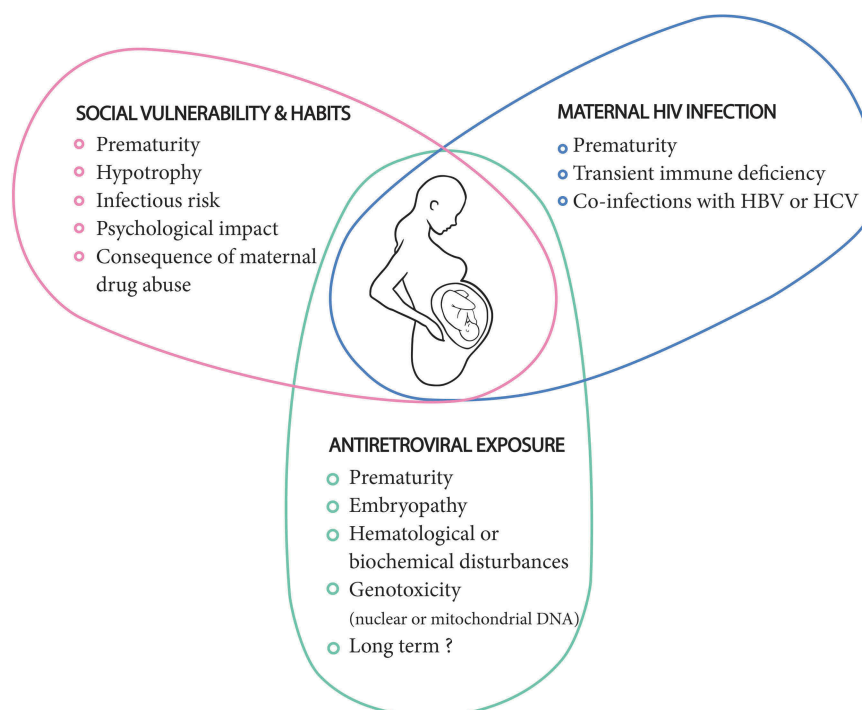 SOCIAL VULNERABILITY & HABITS
Prematurity
Hypotrophy
Infectious risk
Psychological impact
Consequence of maternal
drug abuse
MATERNAL HIV INFECTION
Prematurity
Transient immune deficiency
Co-infections with HBV or HCV
ANTIRETROVIRAL EXPOSURE
Prematurity
Embryopathy
Hematological or
biochemical disturbances
Genotoxicity
(nuclear or mitochondrial DNA)
Long term ?